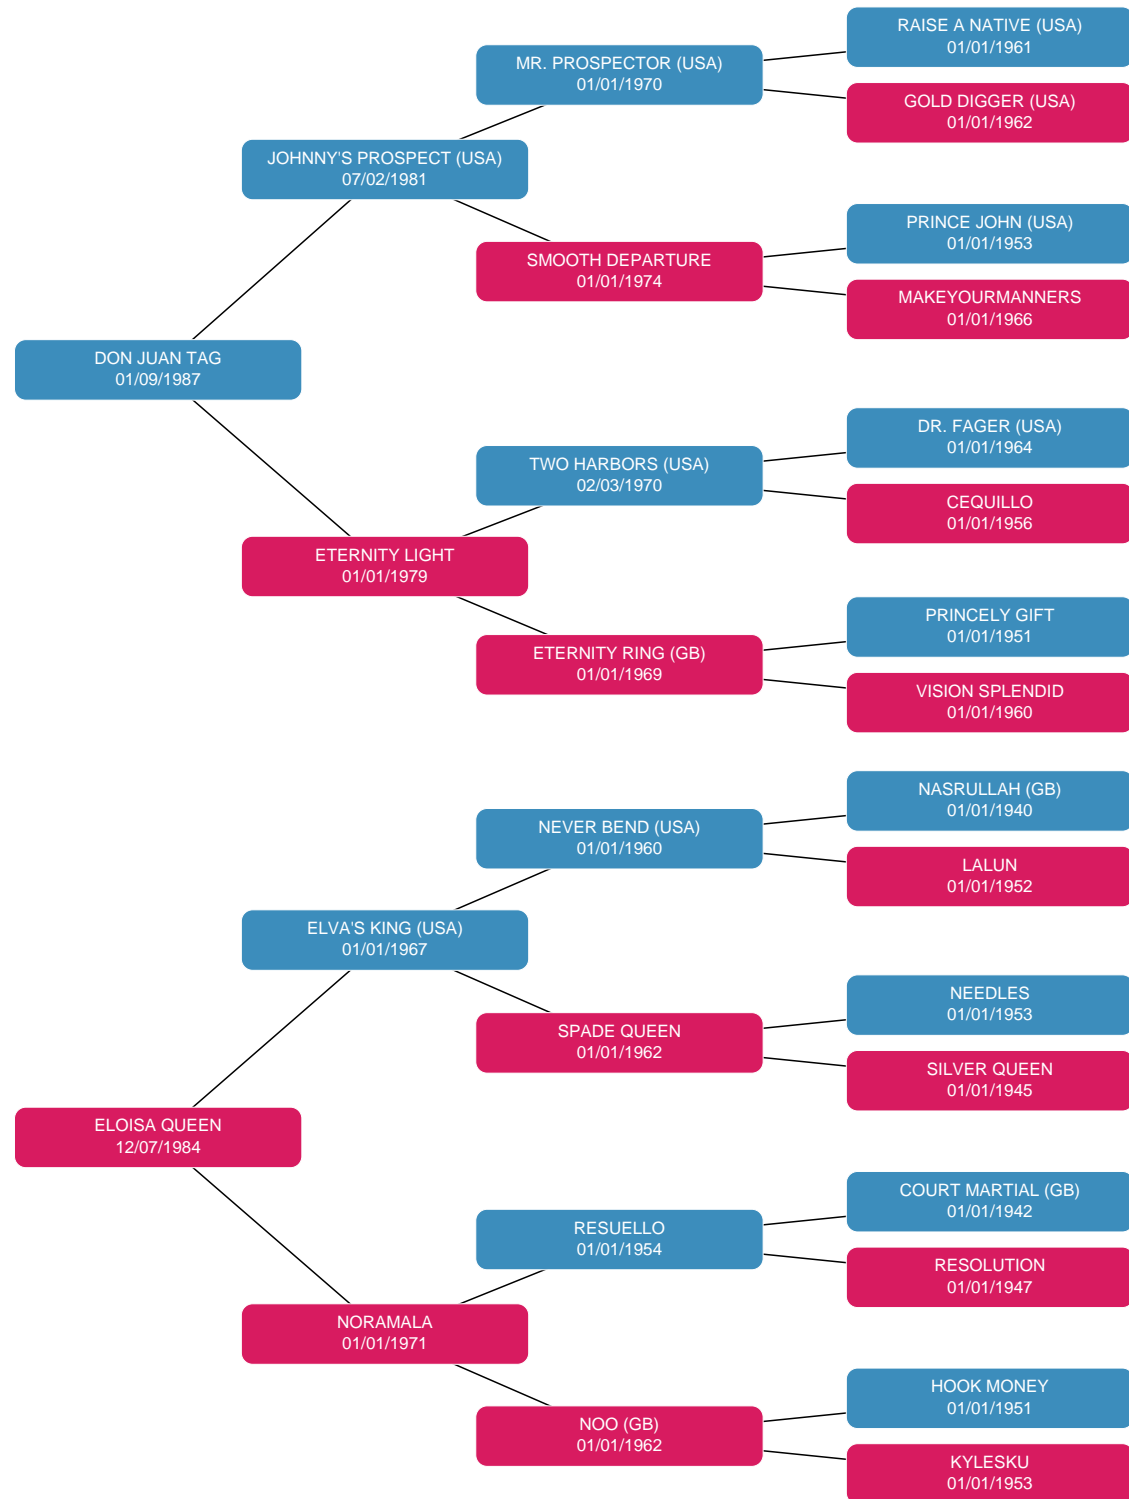 RAISE A NATIVE (USA)
01/01/1961
MR. PROSPECTOR (USA)
01/01/1970
GOLD DIGGER (USA)
01/01/1962
JOHNNY'S PROSPECT (USA)
07/02/1981
PRINCE JOHN (USA)
01/01/1953
SMOOTH DEPARTURE
01/01/1974
MAKEYOURMANNERS
01/01/1966
DON JUAN TAG
01/09/1987
DR. FAGER (USA)
01/01/1964
TWO HARBORS (USA)
02/03/1970
CEQUILLO
01/01/1956
ETERNITY LIGHT
01/01/1979
PRINCELY GIFT
01/01/1951
ETERNITY RING (GB)
01/01/1969
VISION SPLENDID
01/01/1960
NASRULLAH (GB)
01/01/1940
NEVER BEND (USA)
01/01/1960
LALUN
01/01/1952
ELVA'S KING (USA)
01/01/1967
NEEDLES
01/01/1953
SPADE QUEEN
01/01/1962
SILVER QUEEN
01/01/1945
ELOISA QUEEN
12/07/1984
COURT MARTIAL (GB)
01/01/1942
RESUELLO
01/01/1954
RESOLUTION
01/01/1947
NORAMALA
01/01/1971
HOOK MONEY
01/01/1951
NOO (GB)
01/01/1962
KYLESKU
01/01/1953